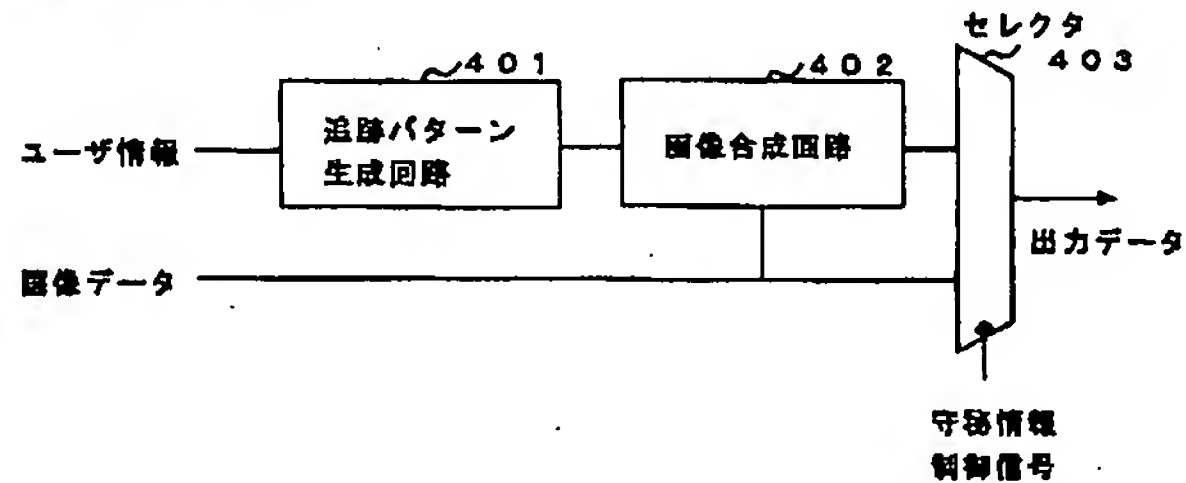 セレクタ
401
402
403
ユーザ情報
追跡パターン
生成回路
画像合成回路
出力データ
画像データ
守秘情報
制御信号